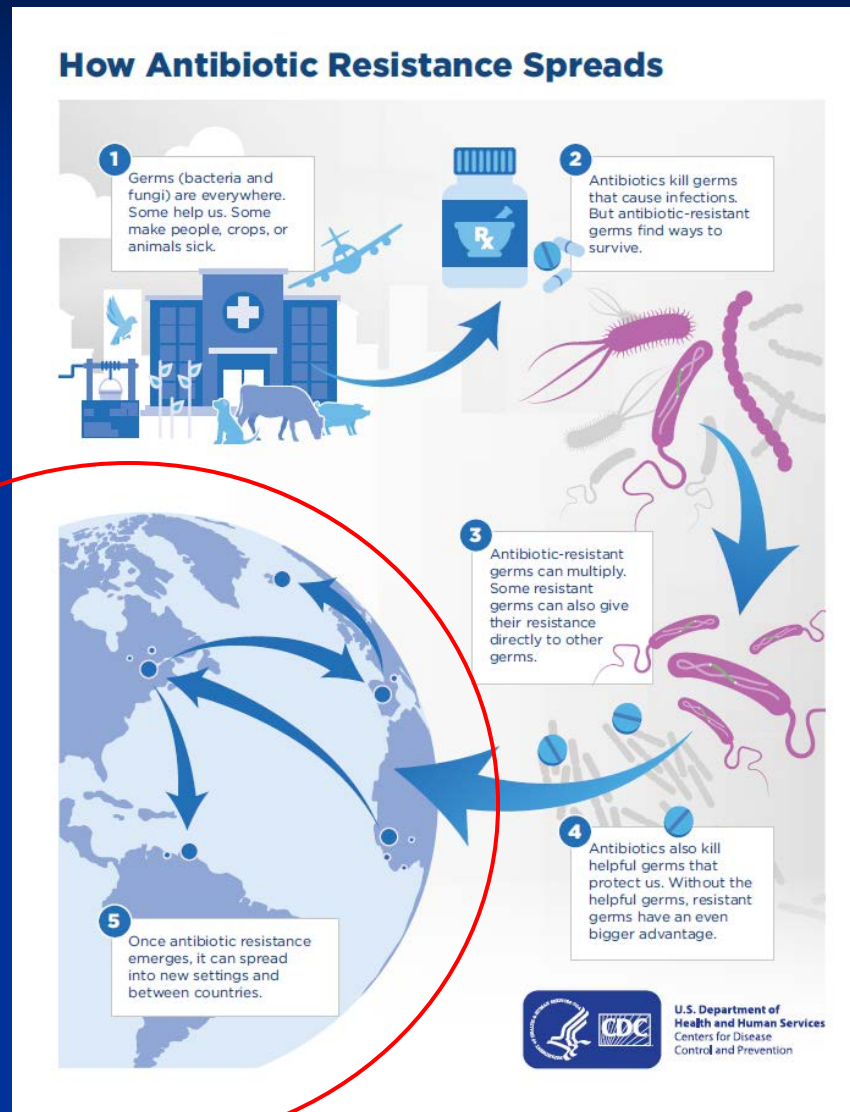 How Antibiotic Resistance Spreads
1
Germs (bacteria and
fungi) are everywhere.
Some help us. Some
make people, crops, or
animals sick.
Rx
2
Antibiotics kill germs
that cause infections.
But antibiotic-resistant
germs find ways to
survive.
3
Antibiotic-resistant
germs can multiply.
Some resistant
germs can also give
their resistance
directly to other
germs.
4
Antibiotics also kill
helpful germs that
protect us. Without the
helpful germs, resistant
germs have an even
bigger advantage.
5
Once antibiotic resistance
emerges, it can spread
into new settings and
between countries.
CDC
U.S. Department of
Health and Human Services
Centers for Disease
Control and Prevention